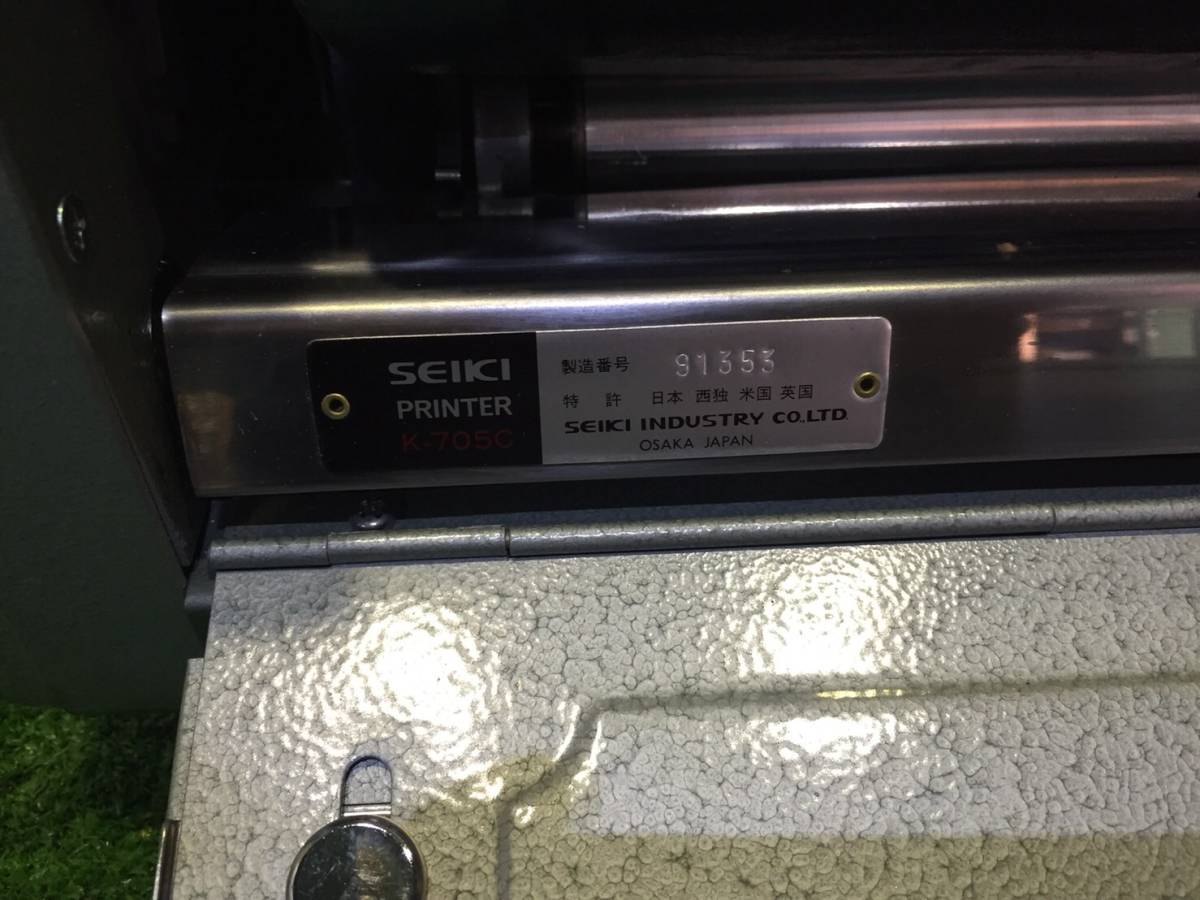 SEIKI
PRINTER
K-705C
製造番号 91353
特許 日本 西独 米国 英国
SEIKI INDUSTRY CO.,LTD.
OSAKA JAPAN